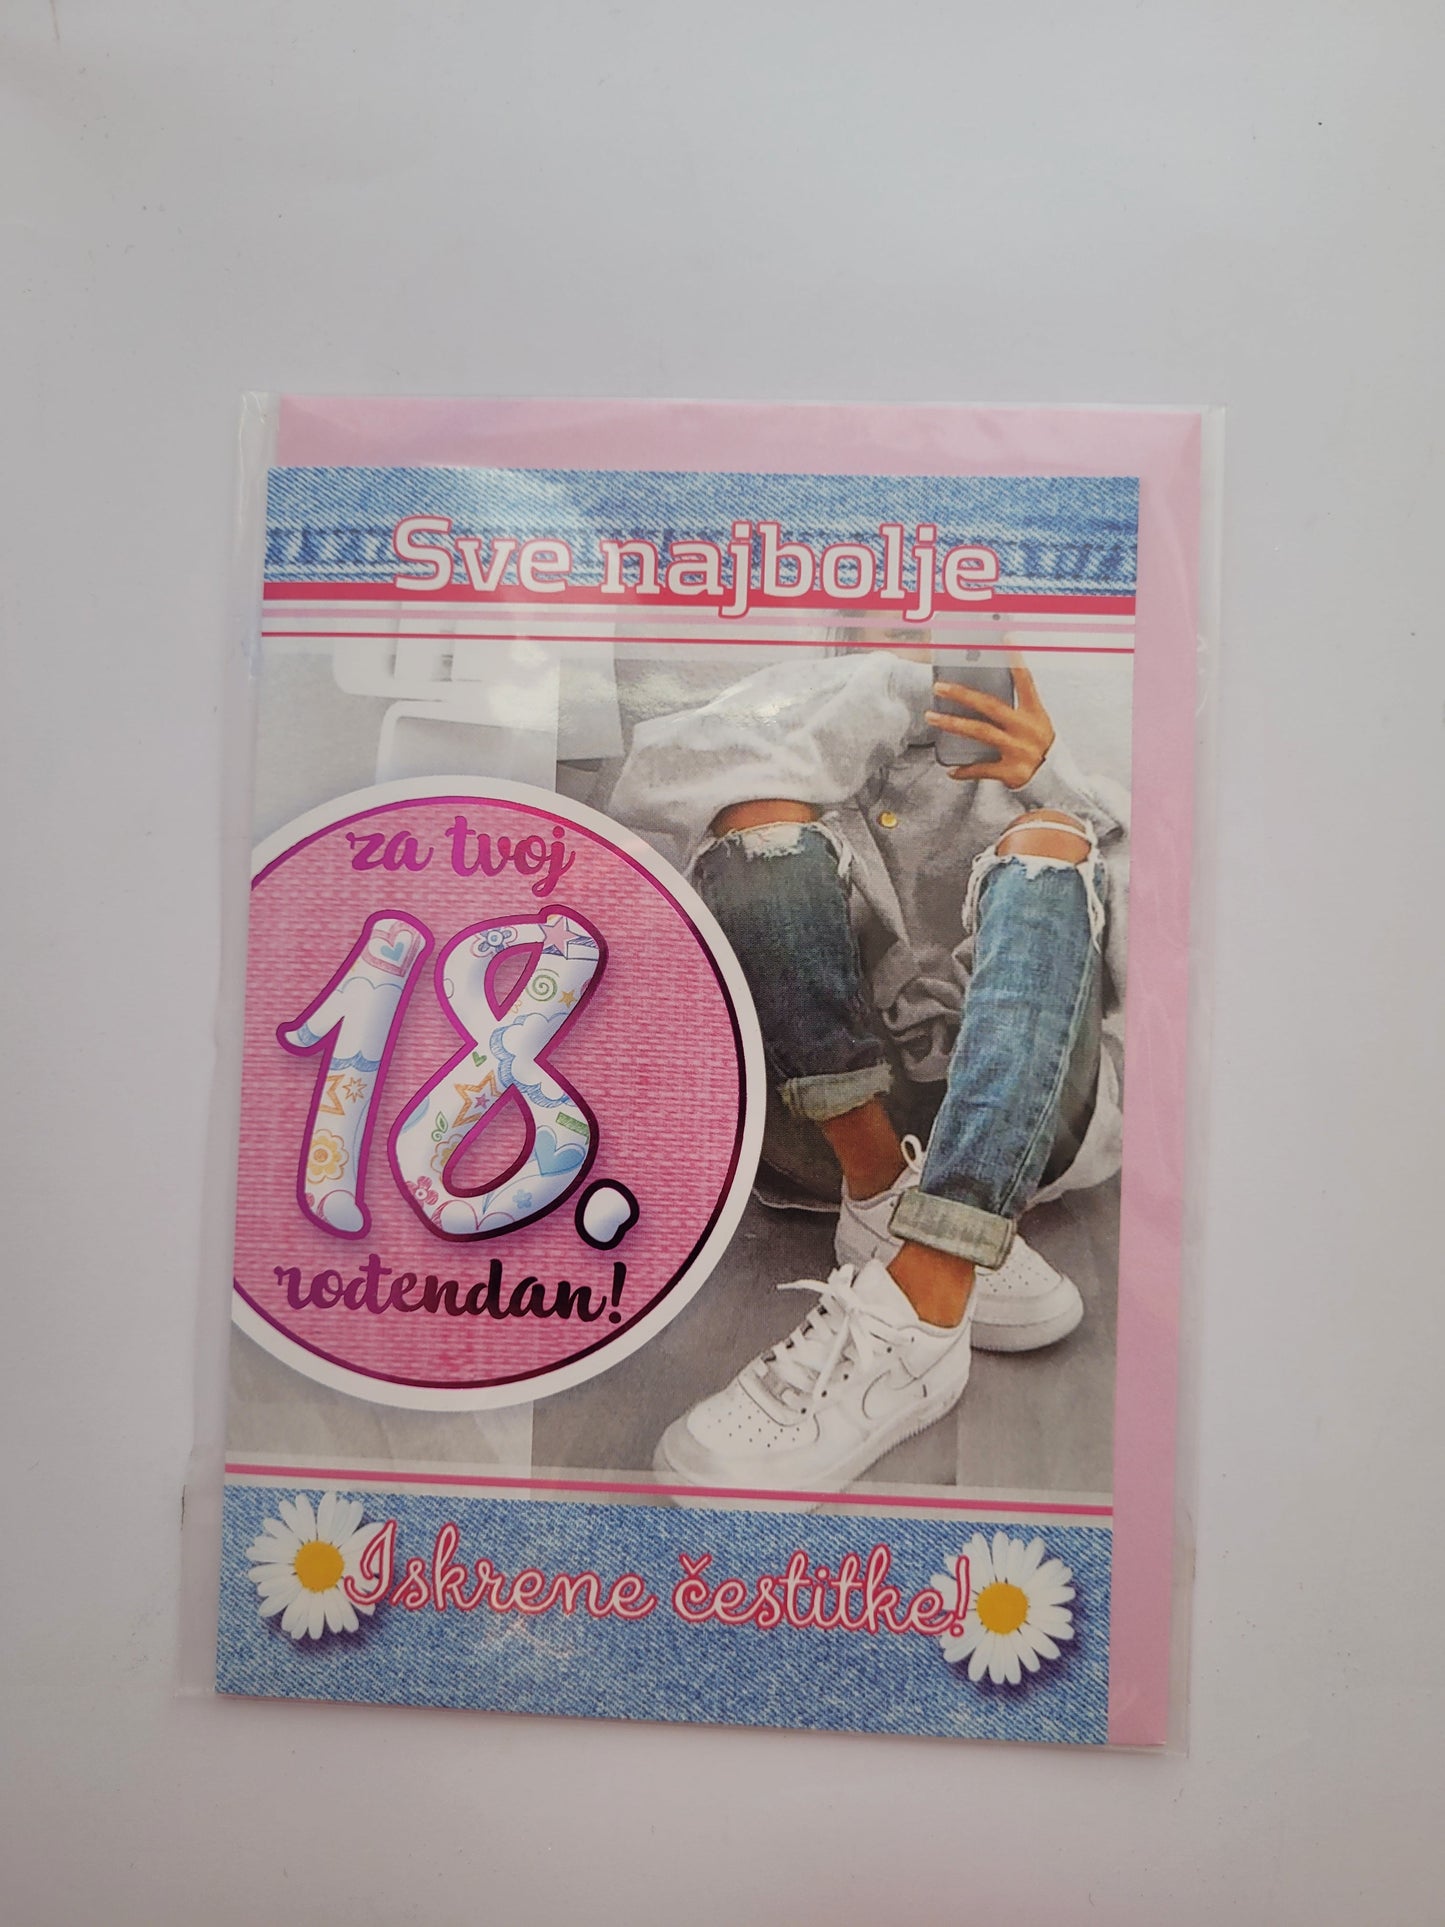 Sve najbolje
za tvoj
18.
rođendan!
Iskrene čestitke!